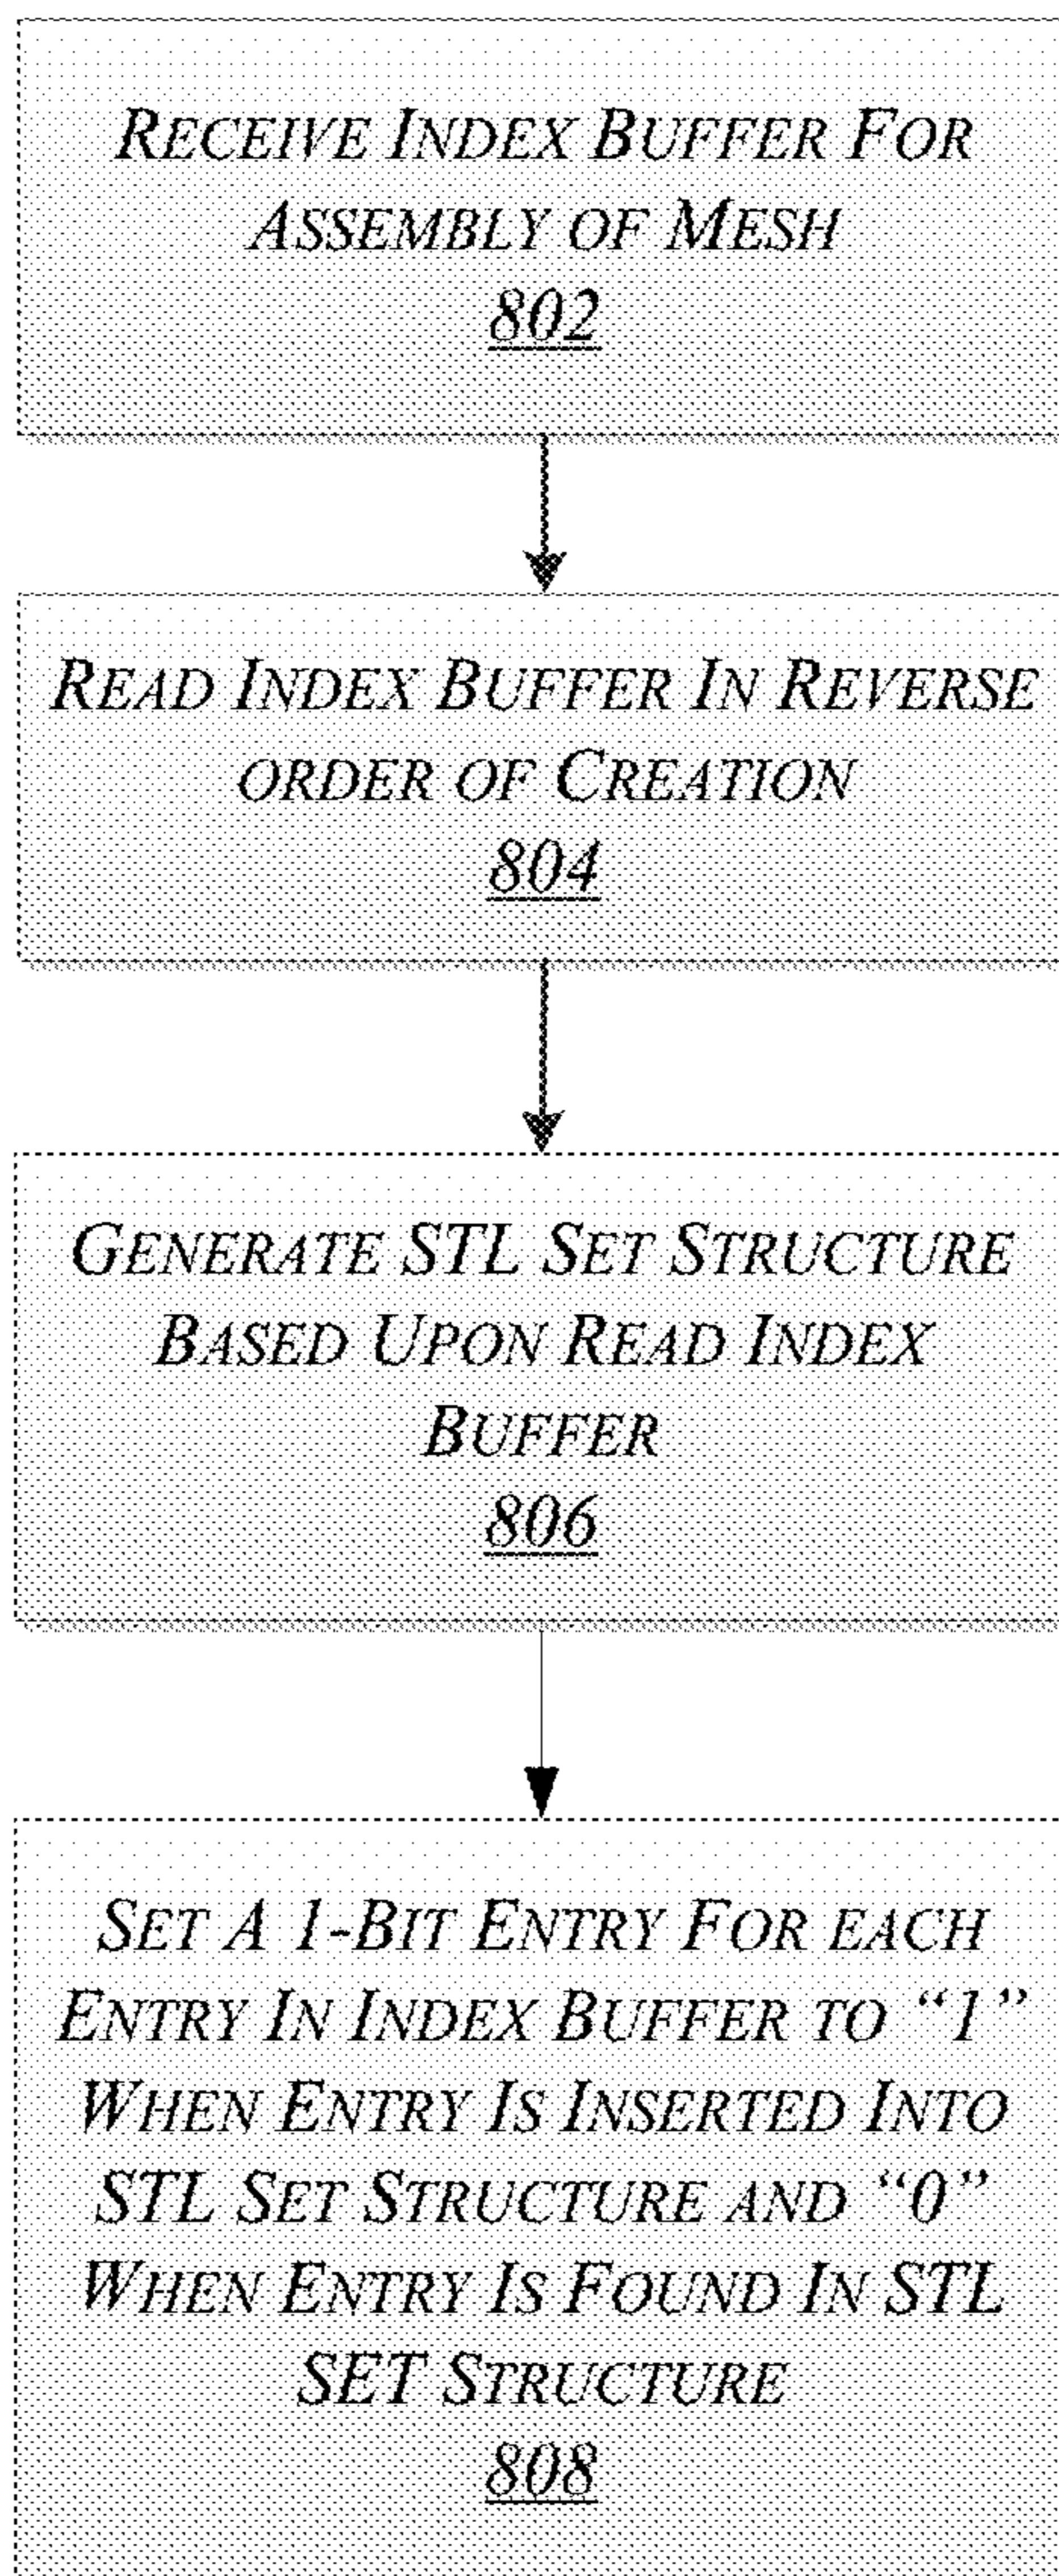 RECEIVE INDEX BUFFER FOR
ASSEMBLY OF MESH
802
READ INDEX BUFFER IN REVERSE
ORDER OF CREATION
804
GENERATE STL SET STRUCTURE
BASED UPON READ INDEX
BUFFER
806
SET A 1-BIT ENTRY FOR EACH
ENTRY IN INDEX BUFFER TO “1”
WHEN ENTRY IS INSERTED INTO
STL SET STRUCTURE AND “0”
WHEN ENTRY IS FOUND IN STL
SET STRUCTURE
808